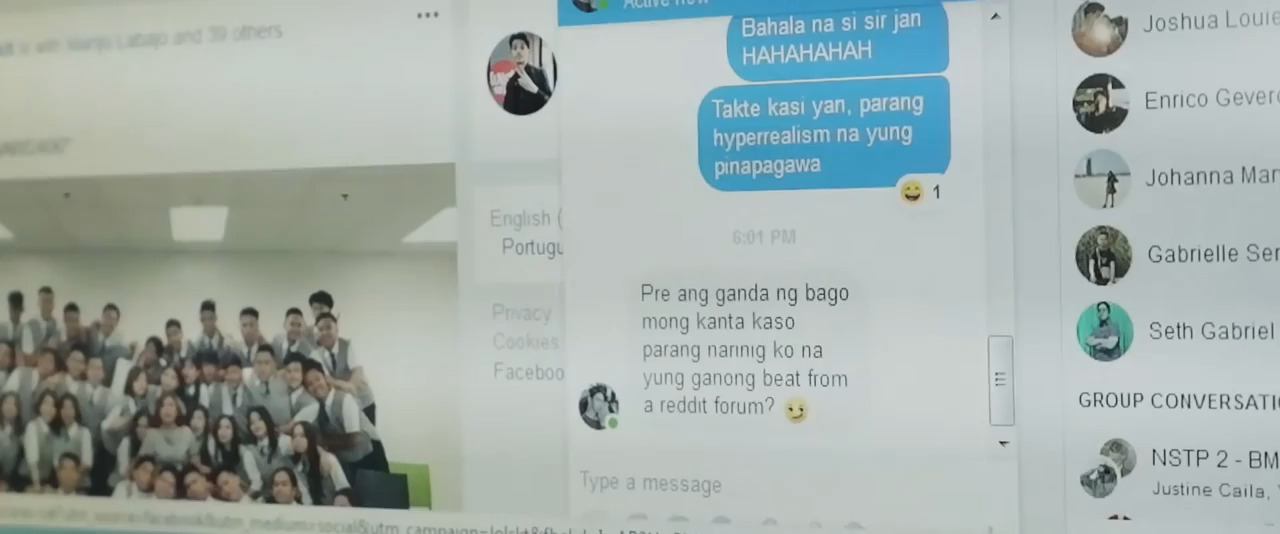 and 39 others
Active now
Bahala na si sir jan
HAHAHAHAH
Takte kasi yan, parang
hyperrealism na yung
pinapagawa
1
6:01 PM
Pre ang ganda ng bago
mong kanta kaso
parang narinig ko na
yung ganong beat from
a reddit forum?
Type a message
English (
Portugu
Privacy
Cookies
Faceboo
Joshua Louie
Enrico Gever
Johanna Mar
Gabrielle Ser
Seth Gabriel
GROUP CONVERSATI
NSTP 2 - BM
Justine Caila,